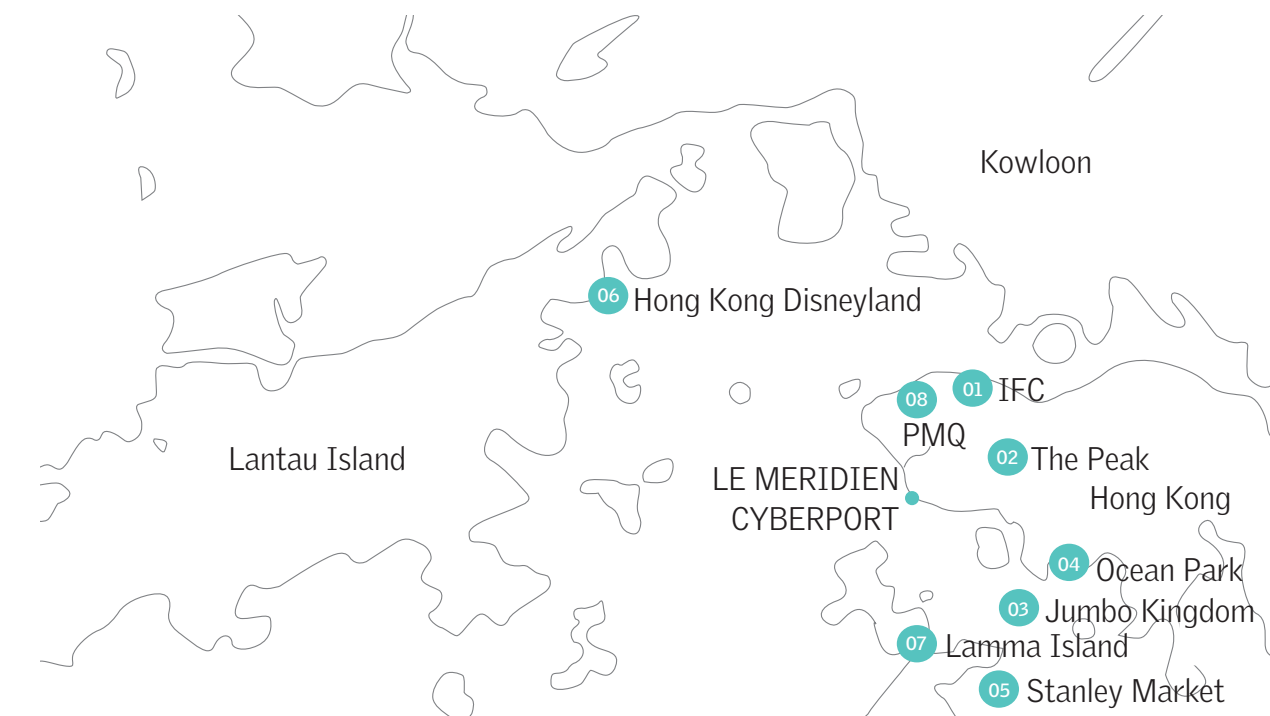 Kowloon
06 Hong Kong Disneyland
01 IFC
08
PMQ
02 The Peak
Lantau Island
LE MERIDIEN
CYBERPORT
Hong Kong
04 Ocean Park
03 Jumbo Kingdom
07 Lamma Island
05 Stanley Market